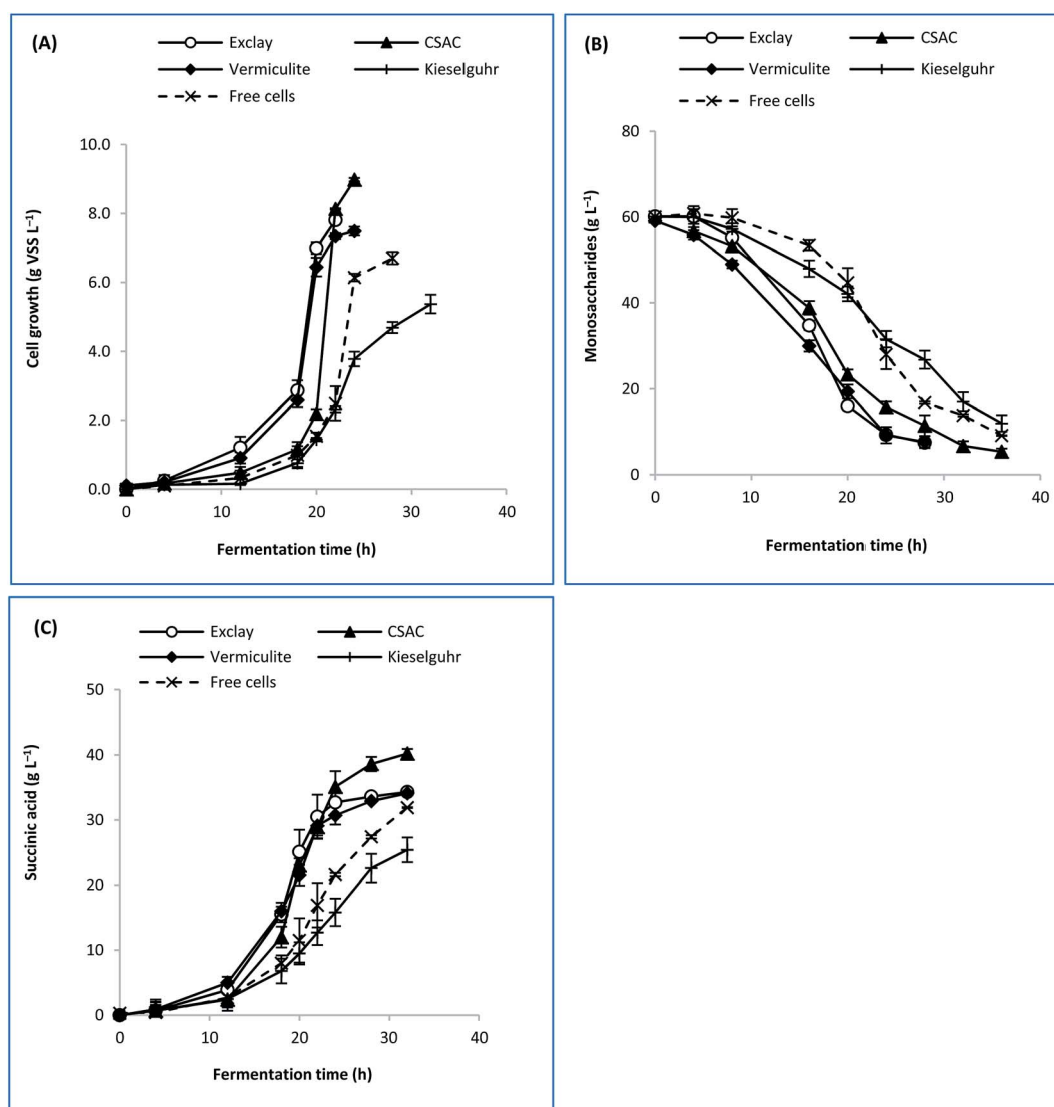 (A)
Exclay CSAC
Vermiculite Kieselguhr
Free cells
10.0
8.0
6.0
4.0
2.0
0.0
0 10 20 30 40
Cell growth (g VSS L⁻¹)
Fermentation time (h)
(B)
Exclay CSAC
Vermiculite Kieselguhr
Free cells
80
60
40
20
0
0 10 20 30 40
Monosaccharides (g L⁻¹)
Fermentation time (h)
(C)
Exclay CSAC
Vermiculite Kieselguhr
Free cells
50
40
30
20
10
0
0 10 20 30 40
Succinic acid (g L⁻¹)
Fermentation time (h)